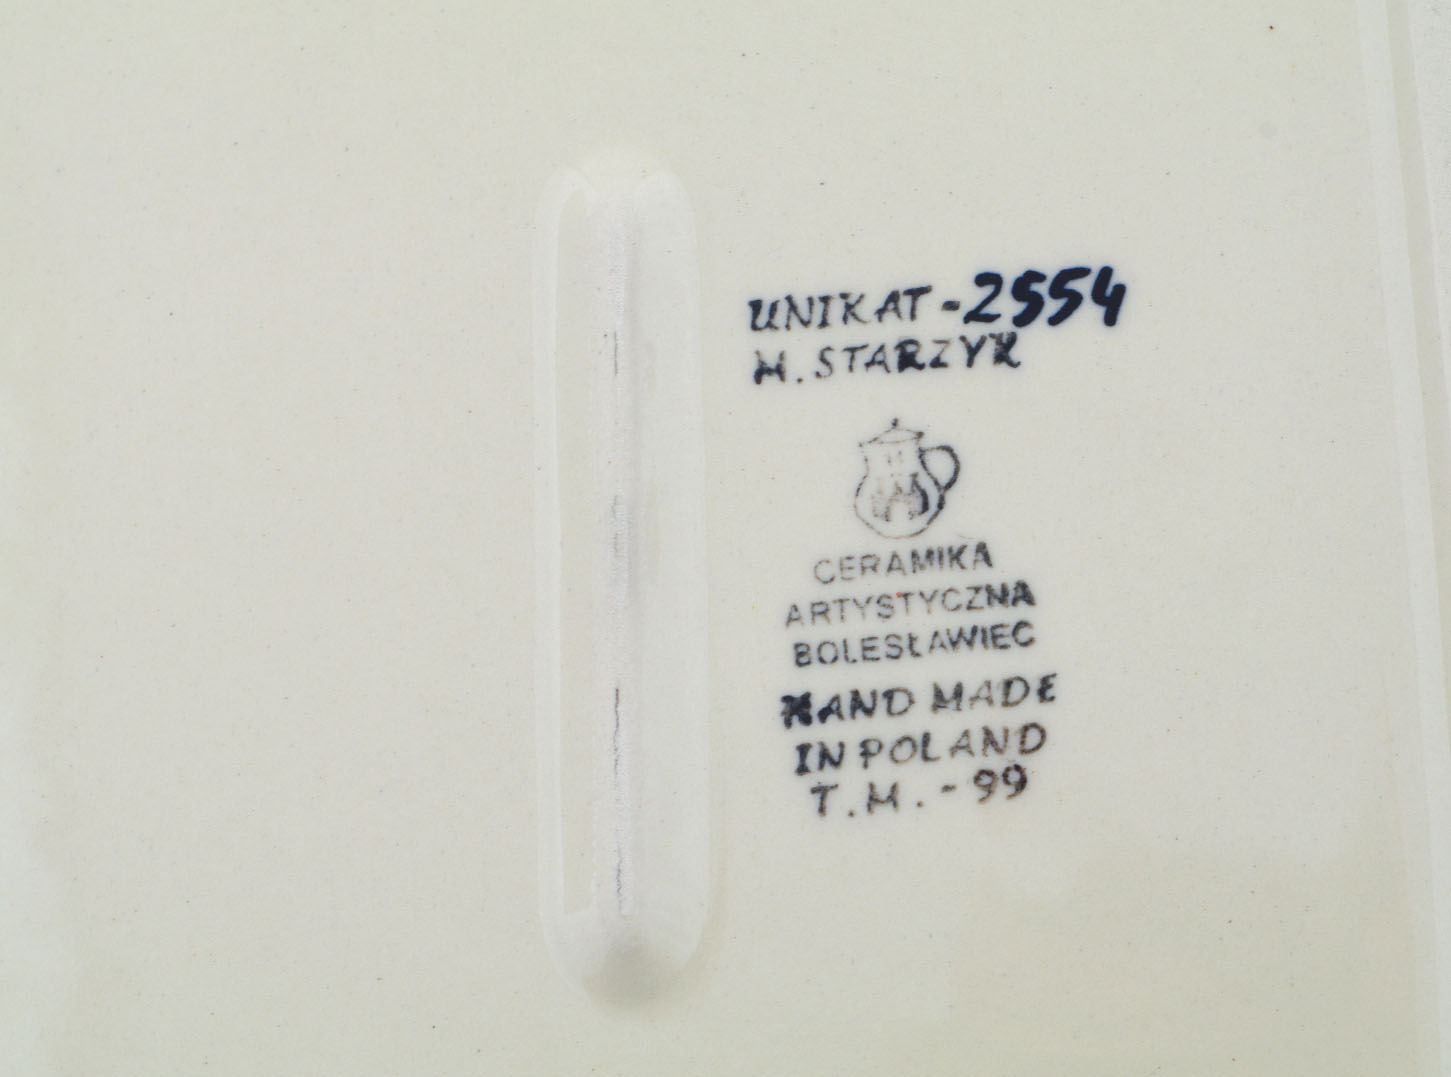 UNIKAT-2554
M. STARZYK
CERAMIKA
ARTYSTYCZNA
BOLESŁAWIEC
HAND MADE
IN POLAND
T.M.-99